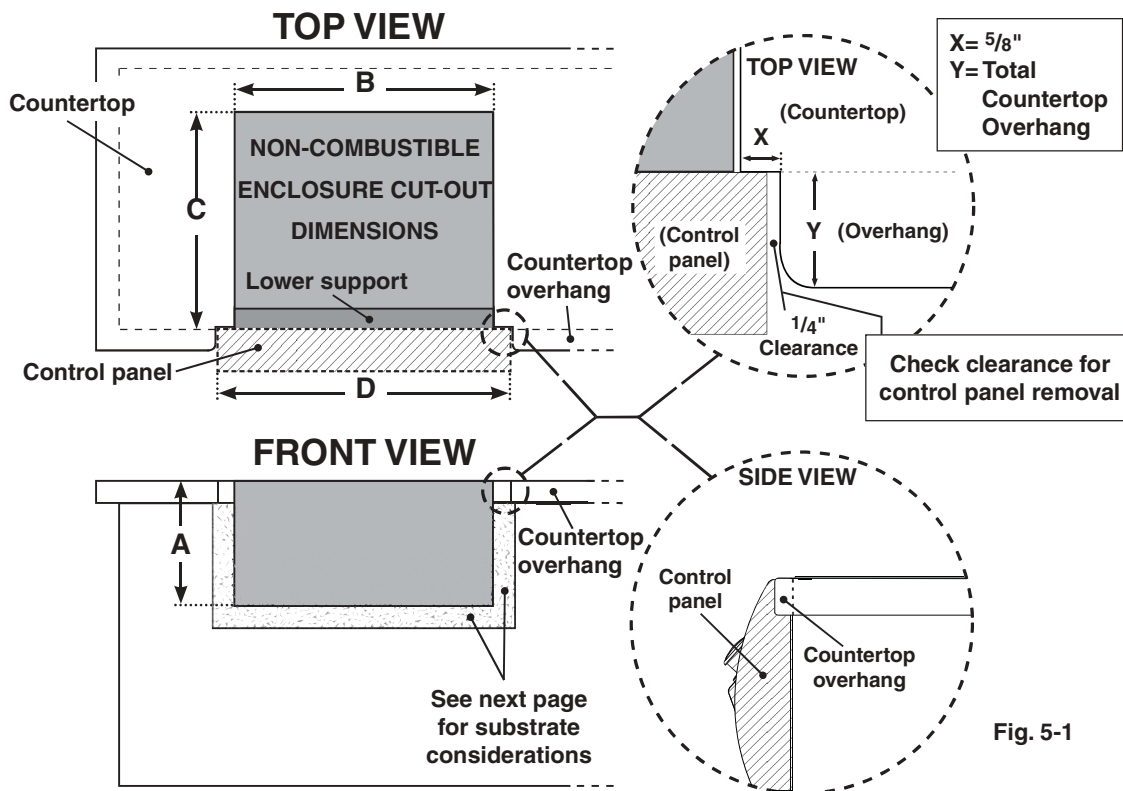 TOP VIEW
Countertop
B
C
NON-COMBUSTIBLE
ENCLOSURE CUT-OUT
DIMENSIONS
Lower support
Countertop
overhang
Control panel
D
TOP VIEW
(Countertop)
X
(Control
panel)
Y (Overhang)
1/4"
Clearance
X= 5/8"
Y= Total
Countertop
Overhang
Check clearance for
control panel removal
FRONT VIEW
A
Countertop
overhang
See next page
for substrate
considerations
SIDE VIEW
Control
panel
Countertop
overhang
Fig. 5-1